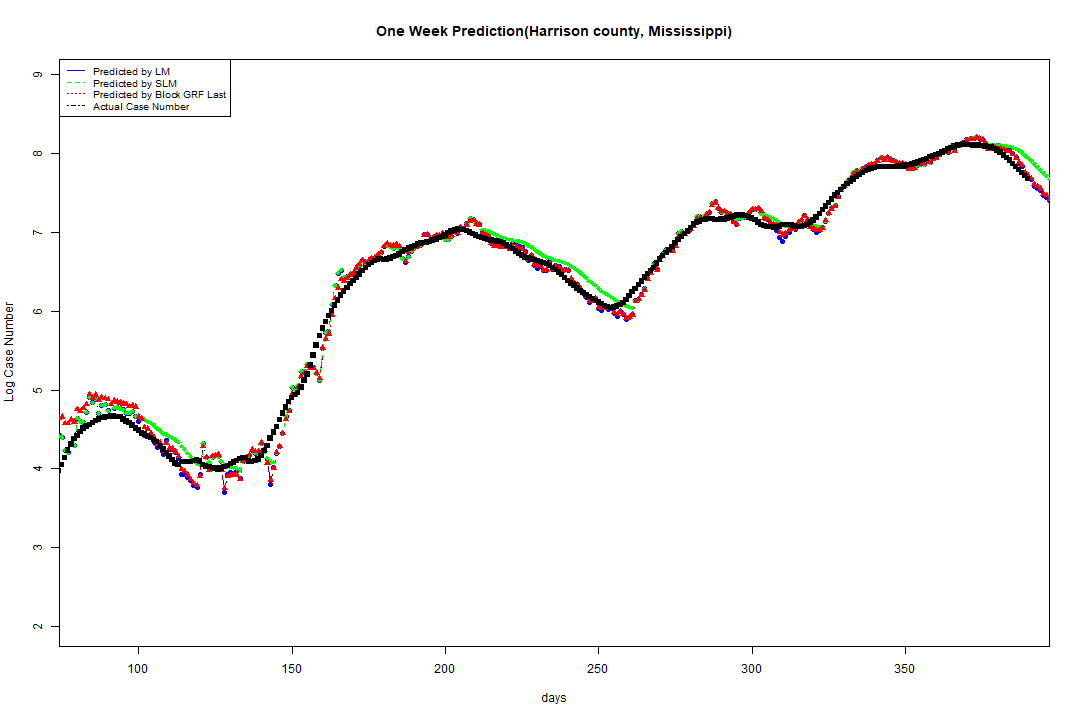 One Week Prediction(Harrison county, Mississippi)
Predicted by LM
Predicted by SLM
Predicted by Block GRF Last
Actual Case Number
9
8
7
6
5
4
3
2
Log Case Number
100 150 200 250 300 350
days